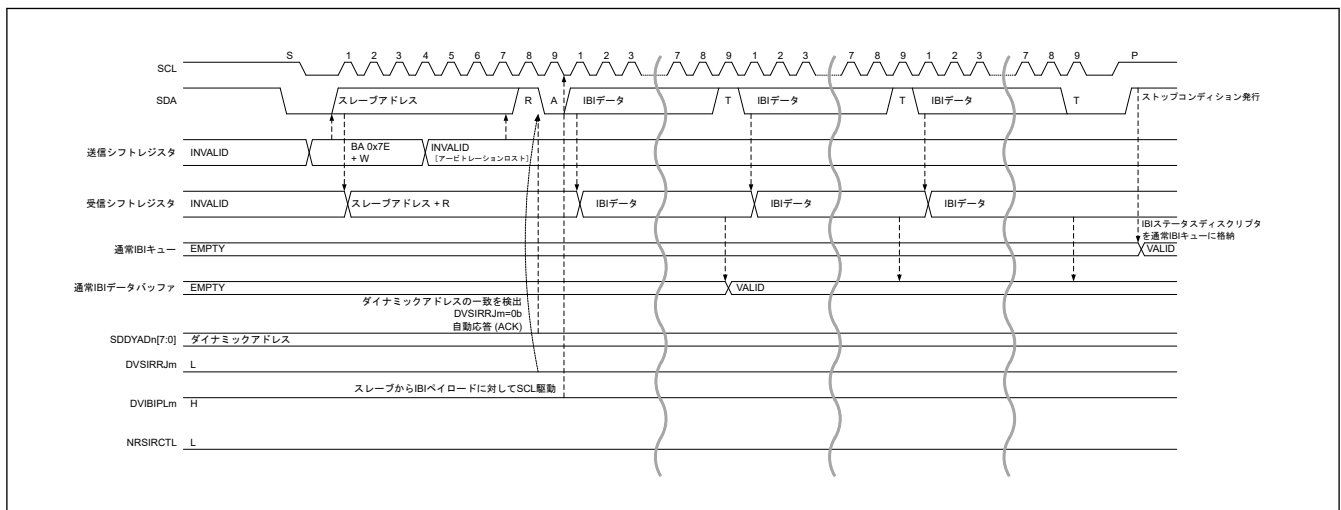 S 1 2 3 4 5 6 7 8 9 1 2 3 7 8 9 1 2 3 7 8 9 1 2 3 7 8 9 P
SCL
SDA スレーブアドレス R A IBIデータ T IBIデータ T IBIデータ T ストップコンディション発行
送信シフトレジスタ INVALID BA 0x7E INVALID
+ W [アービトレーションロスト]
受信シフトレジスタ INVALID スレーブアドレス + R IBIデータ IBIデータ IBIデータ
IBIステータスディスクリプタ
を通常IBIキューに格納
通常IBIキュー EMPTY VALID
通常IBIデータバッファ EMPTY VALID
ダイナミックアドレスの一致を検出
DVSIRRJm=0b
自動応答 (ACK)
SDDYADn[7:0] ダイナミックアドレス
DVSIRRJm L
スレーブからIBIペイロードに対してSCL駆動
DVIBIPLm H
NRSIRCTL L